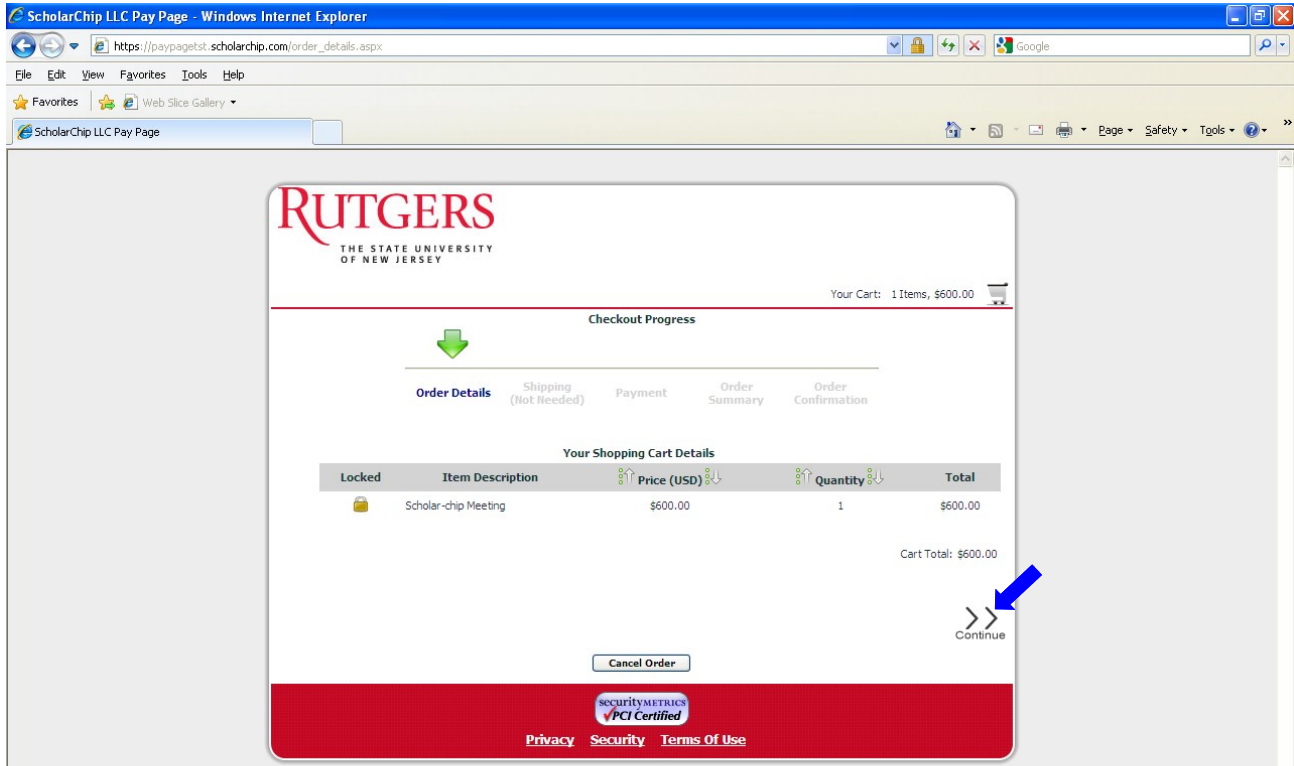 ScholarChip LLC Pay Page - Windows Internet Explorer
https://paypagetst.scholarchip.com/order_details.aspx
Google
File Edit View Favorites Tools Help
Favorites Web Slice Gallery
ScholarChip LLC Pay Page
Page Safety Tools »
RUTGERS
THE STATE UNIVERSITY
OF NEW JERSEY
Your Cart: 1 Items, $600.00
Checkout Progress
Order Details Shipping (Not Needed) Payment Order Summary Order Confirmation
Your Shopping Cart Details
Locked Item Description Price (USD) Quantity Total
Scholar-chip Meeting $600.00 1 $600.00
Cart Total: $600.00
Continue
Cancel Order
securityMETRICS
PCI Certified
Privacy Security Terms Of Use